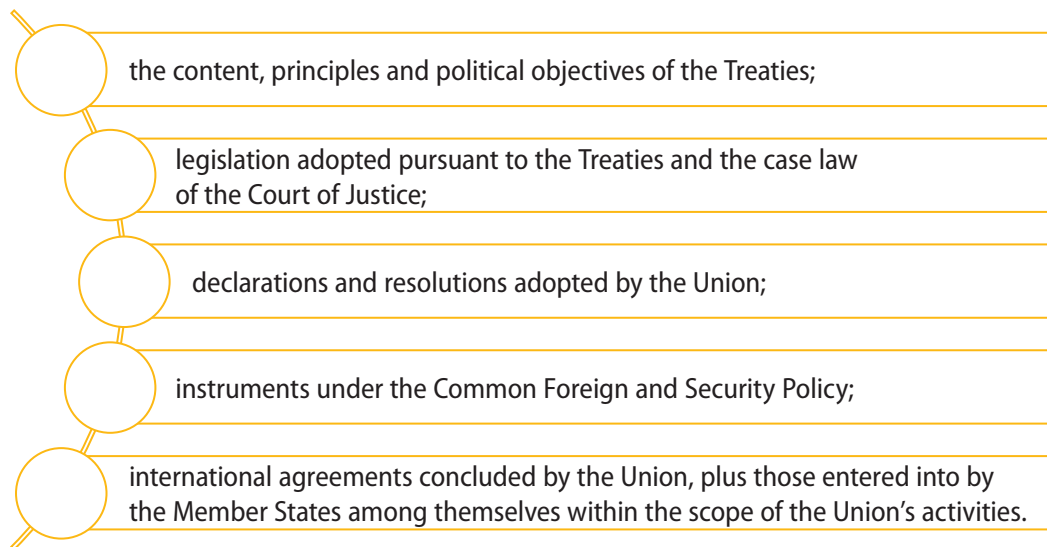 the content, principles and political objectives of the Treaties;
legislation adopted pursuant to the Treaties and the case law
of the Court of Justice;
declarations and resolutions adopted by the Union;
instruments under the Common Foreign and Security Policy;
international agreements concluded by the Union, plus those entered into by
the Member States among themselves within the scope of the Union’s activities.